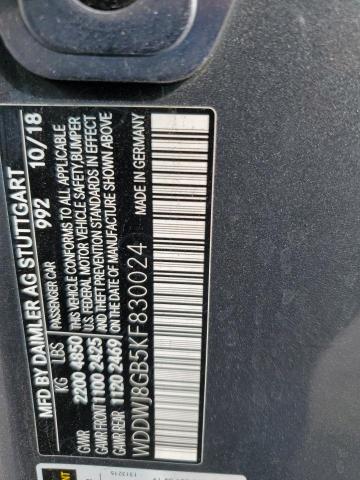 MFD BY DAIMLER AG STUTTGART
PASSENGER CAR 992 10/18
KG LBS
GVWR 2200 4850
GAWR FRONT 1100 2425
GAWR REAR 1120 2469
THIS VEHICLE CONFORMS TO ALL APPLICABLE
U.S. FEDERAL MOTOR VEHICLE SAFETY,BUMPER
AND THEFT PREVENTION STANDARDS IN EFFECT
ON THE DATE OF MANUFACTURE SHOWN ABOVE
WDDWJ8GB5KF830024
MADE IN GERMANY